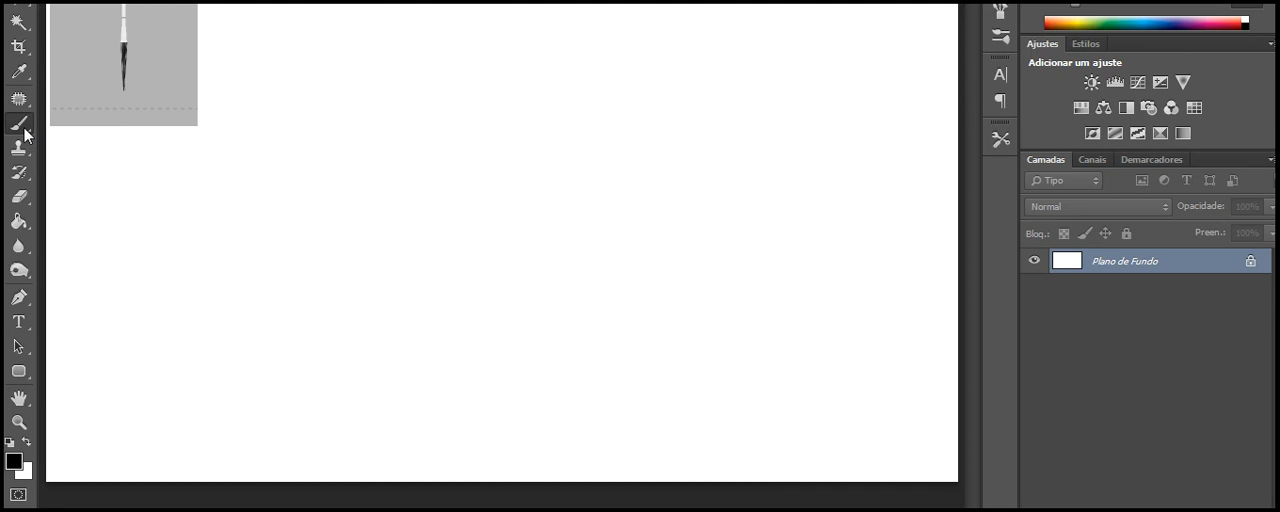 Ajustes Estilos
Adicionar um ajuste
Camadas Canais Demarcadores
Tipo
Normal Opacidade: 100%
Bloq.: Preen.: 100%
Plano de Fundo